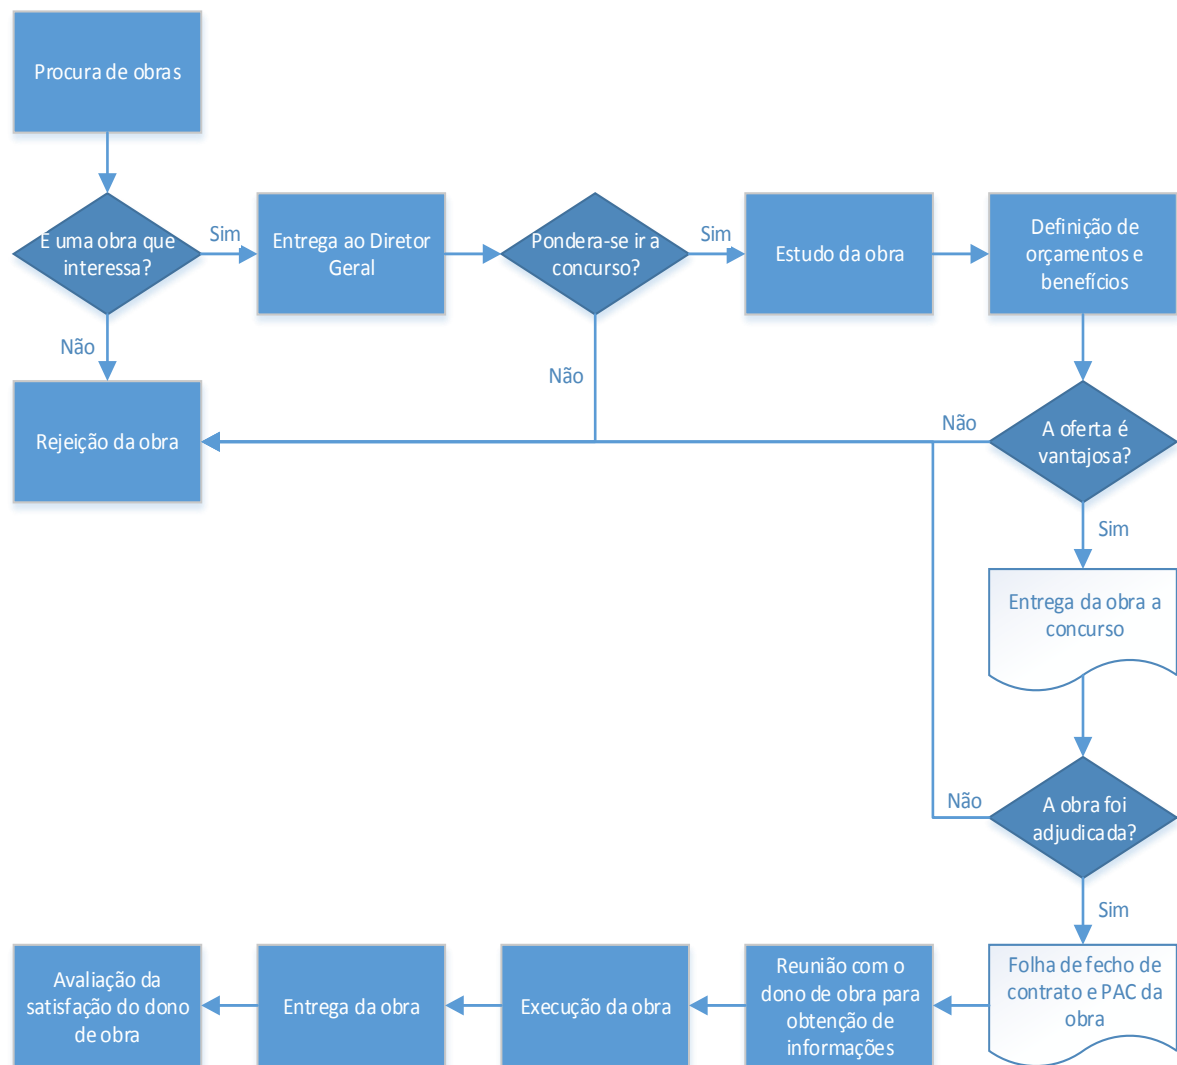 Procura de obras
É uma obra que
interessa?
Sim
Entrega ao Diretor
Geral
Pondera-se ir a
concurso?
Sim
Estudo da obra
Definição de
orçamentos e
benefícios
Não
Não
Rejeição da obra
Não
A oferta é
vantajosa?
Sim
Entrega da obra a
concurso
Não
A obra foi
adjudicada?
Sim
Folha de fecho de
contrato e PAC da
obra
Reunião com o
dono de obra para
obtenção de
informações
Execução da obra
Entrega da obra
Avaliação da
satisfação do dono
de obra